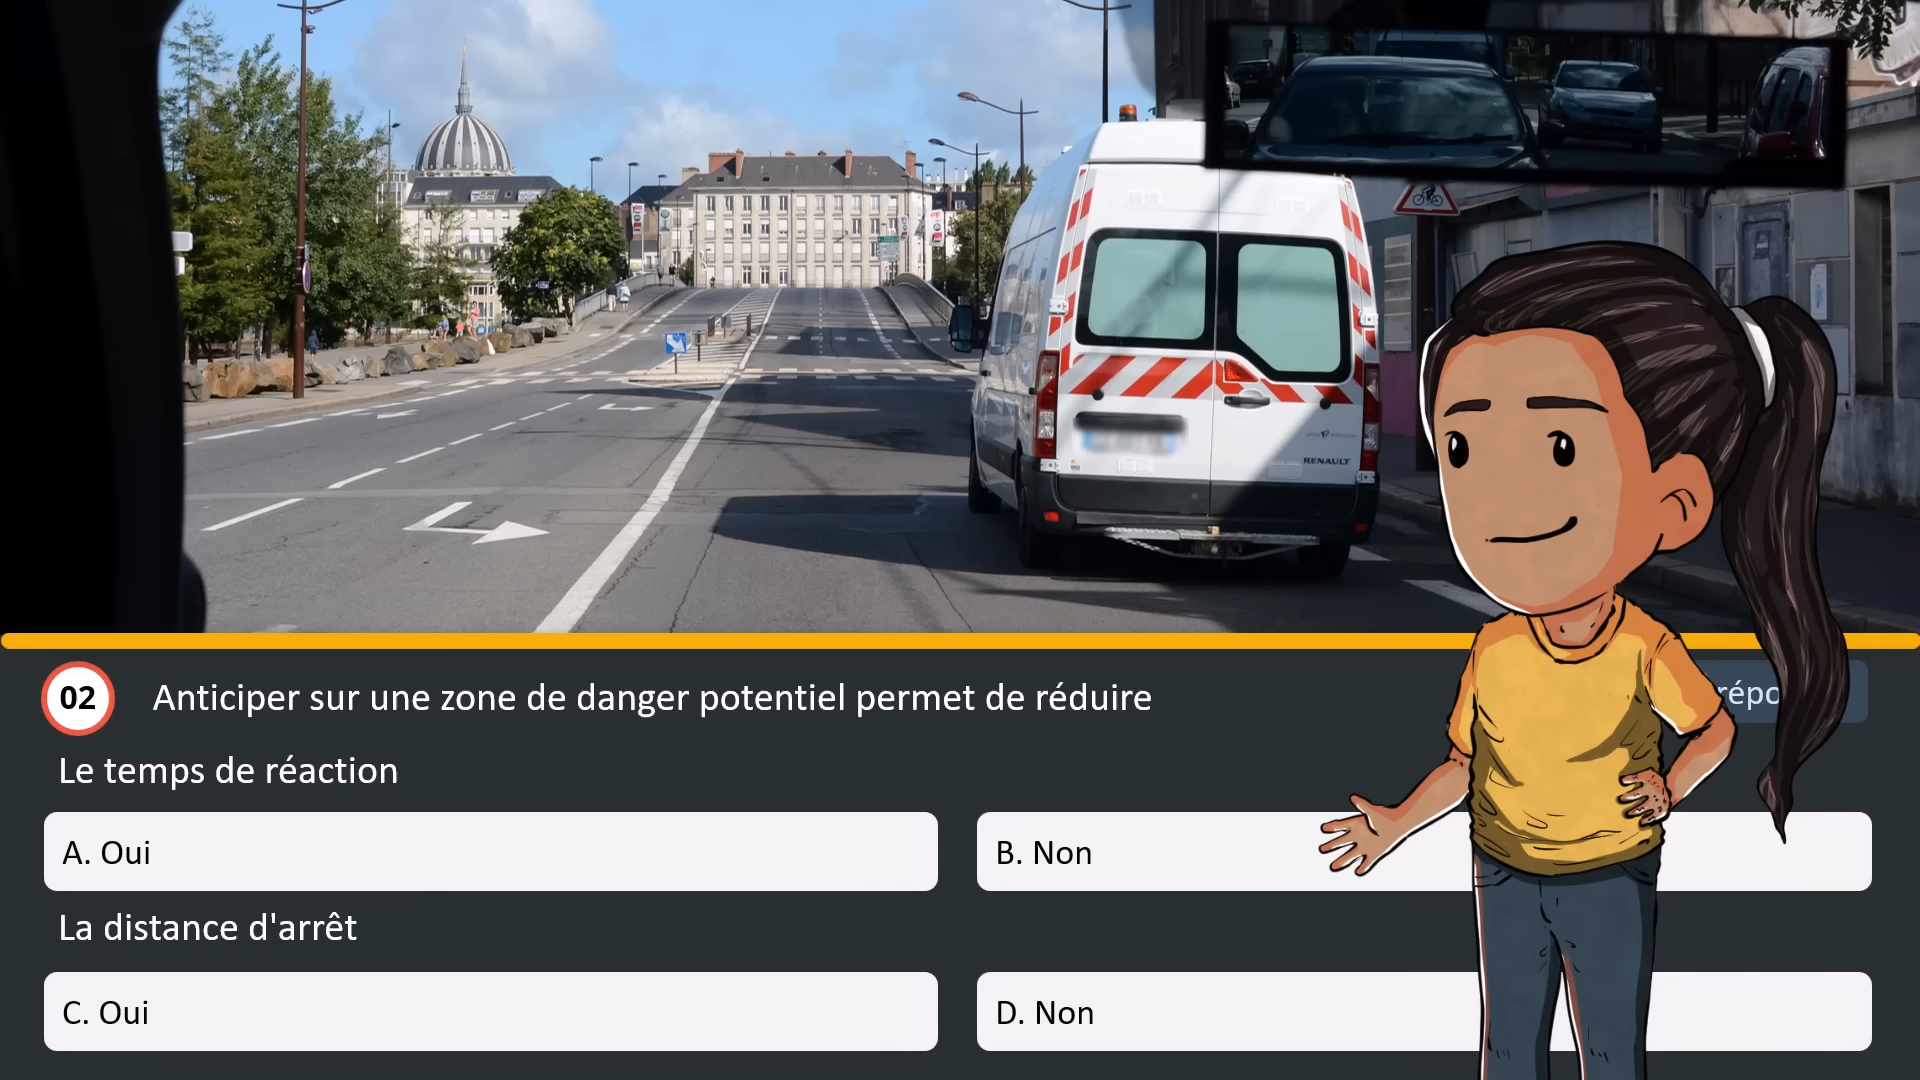 RENAULT
02 Anticiper sur une zone de danger potentiel permet de réduire
répo
Le temps de réaction
A. Oui
B. Non
La distance d'arrêt
C. Oui
D. Non